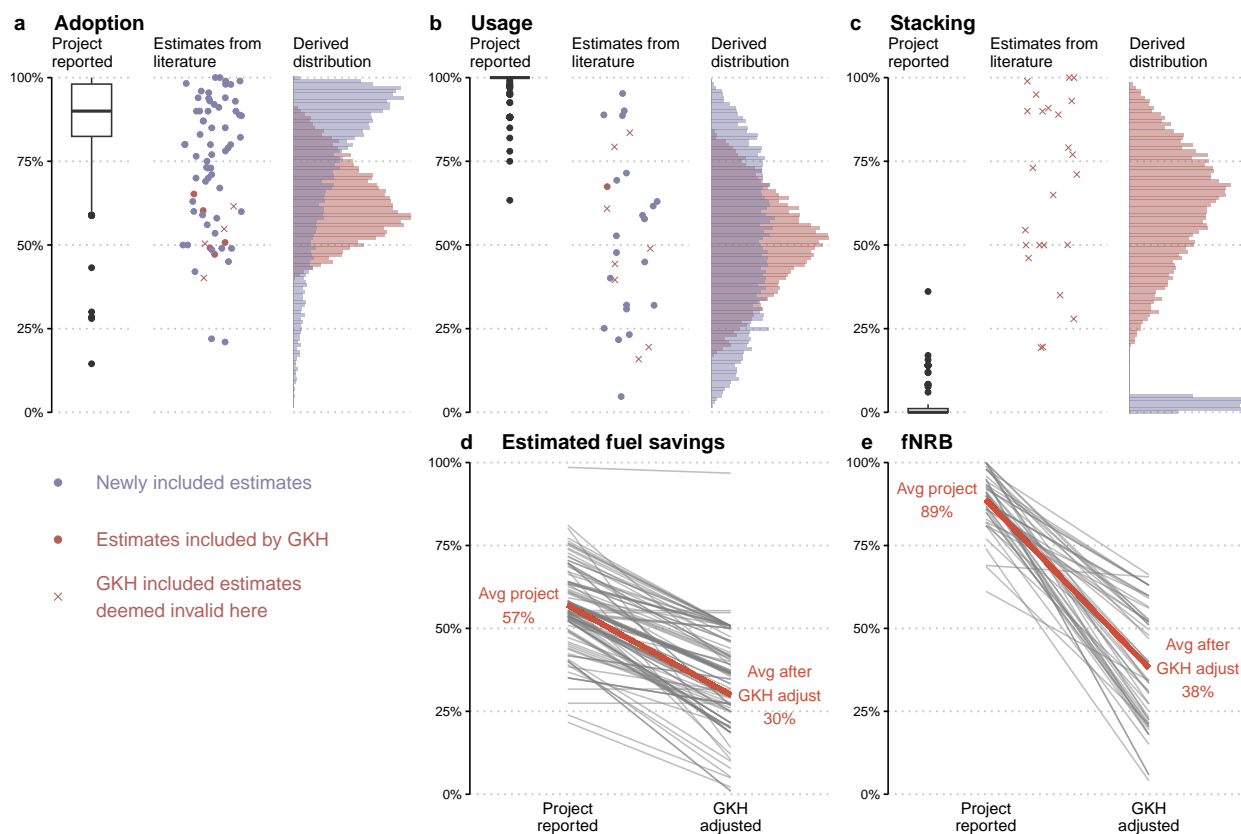 a Adoption
Project reported
Estimates from literature
Derived distribution
100%
75%
50%
25%
0%
b Usage
Project reported
Estimates from literature
Derived distribution
100%
75%
50%
25%
0%
c Stacking
Project reported
Estimates from literature
Derived distribution
100%
75%
50%
25%
0%
Newly included estimates
Estimates included by GKH
GKH included estimates
deemed invalid here
d Estimated fuel savings
100%
75%
50%
25%
0%
Avg project
57%
Avg after
GKH adjust
30%
Project
reported
GKH
adjusted
e fNRB
100%
75%
50%
25%
0%
Avg project
89%
Avg after
GKH adjust
38%
Project
reported
GKH
adjusted